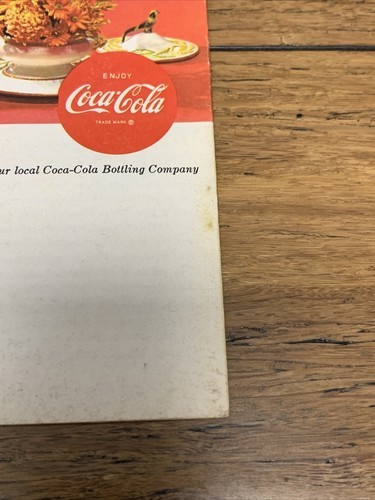 ENJOY
Coca-Cola
TRADE MARK ®
ur local Coca-Cola Bottling Company